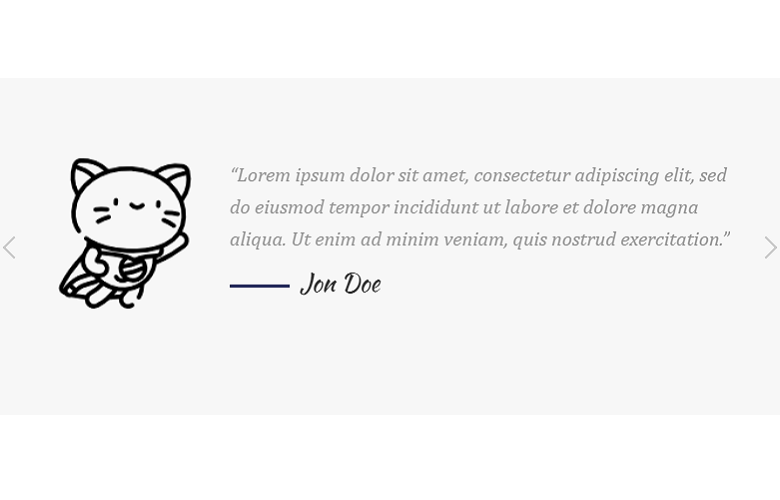 “Lorem ipsum dolor sit amet, consectetur adipiscing elit, sed
do eiusmod tempor incididunt ut labore et dolore magna
aliqua. Ut enim ad minim veniam, quis nostrud exercitation.”
Jon Doe